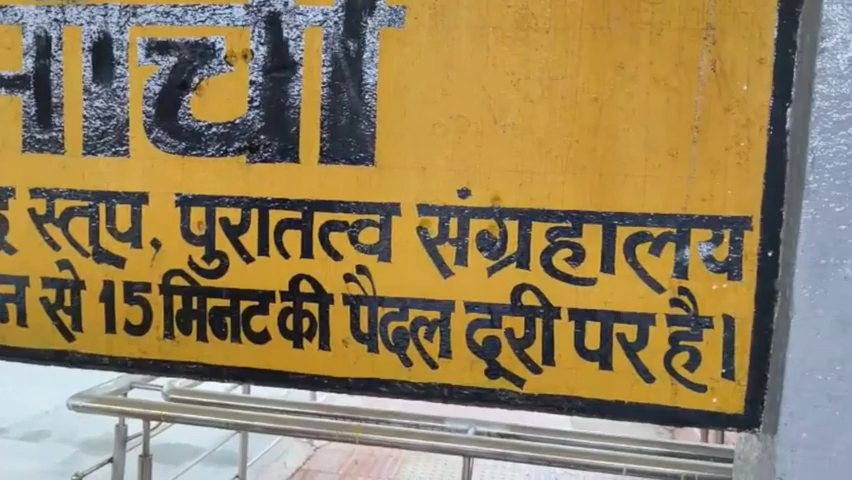 स्तूप, पुरातत्व संग्रहालय
से 15 मिनट की पैदल दूरी पर है।